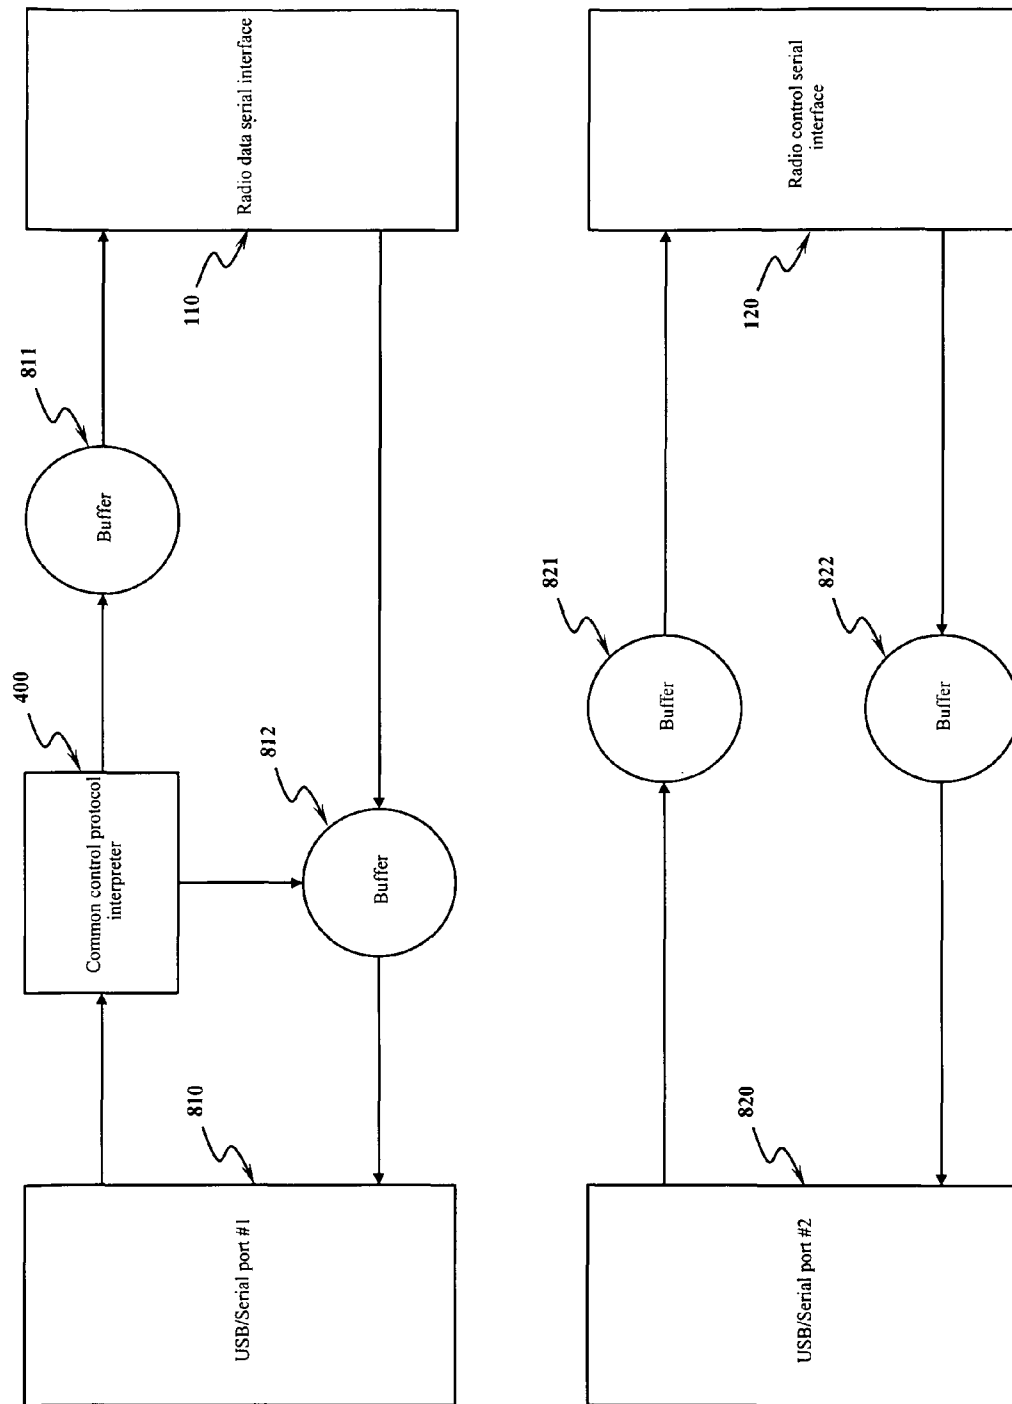 Radio data serial interface
110
811
Buffer
400
Common control protocol
interpreter
812
Buffer
810
USB/Serial port #1
Radio control serial
interface
120
821
Buffer
822
Buffer
820
USB/Serial port #2